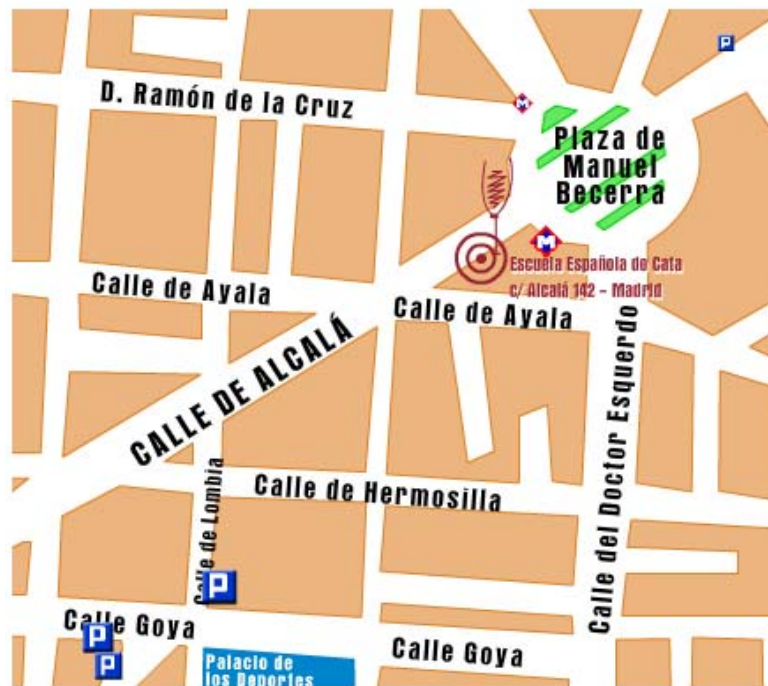 P
D. Ramón de la Cruz
M
Plaza de
Manuel
Becerra
M
Escuela Española de Cata
c/ Alcalá 142 - Madrid
Calle de Ayala
Calle de Ayala
CALLE DE ALCALÁ
Calle del Doctor Esquerdo
Calle de Hermosilla
Calle de Lombia
P
Calle Goya
P
P
Calle Goya
Palacio de
los Deportes